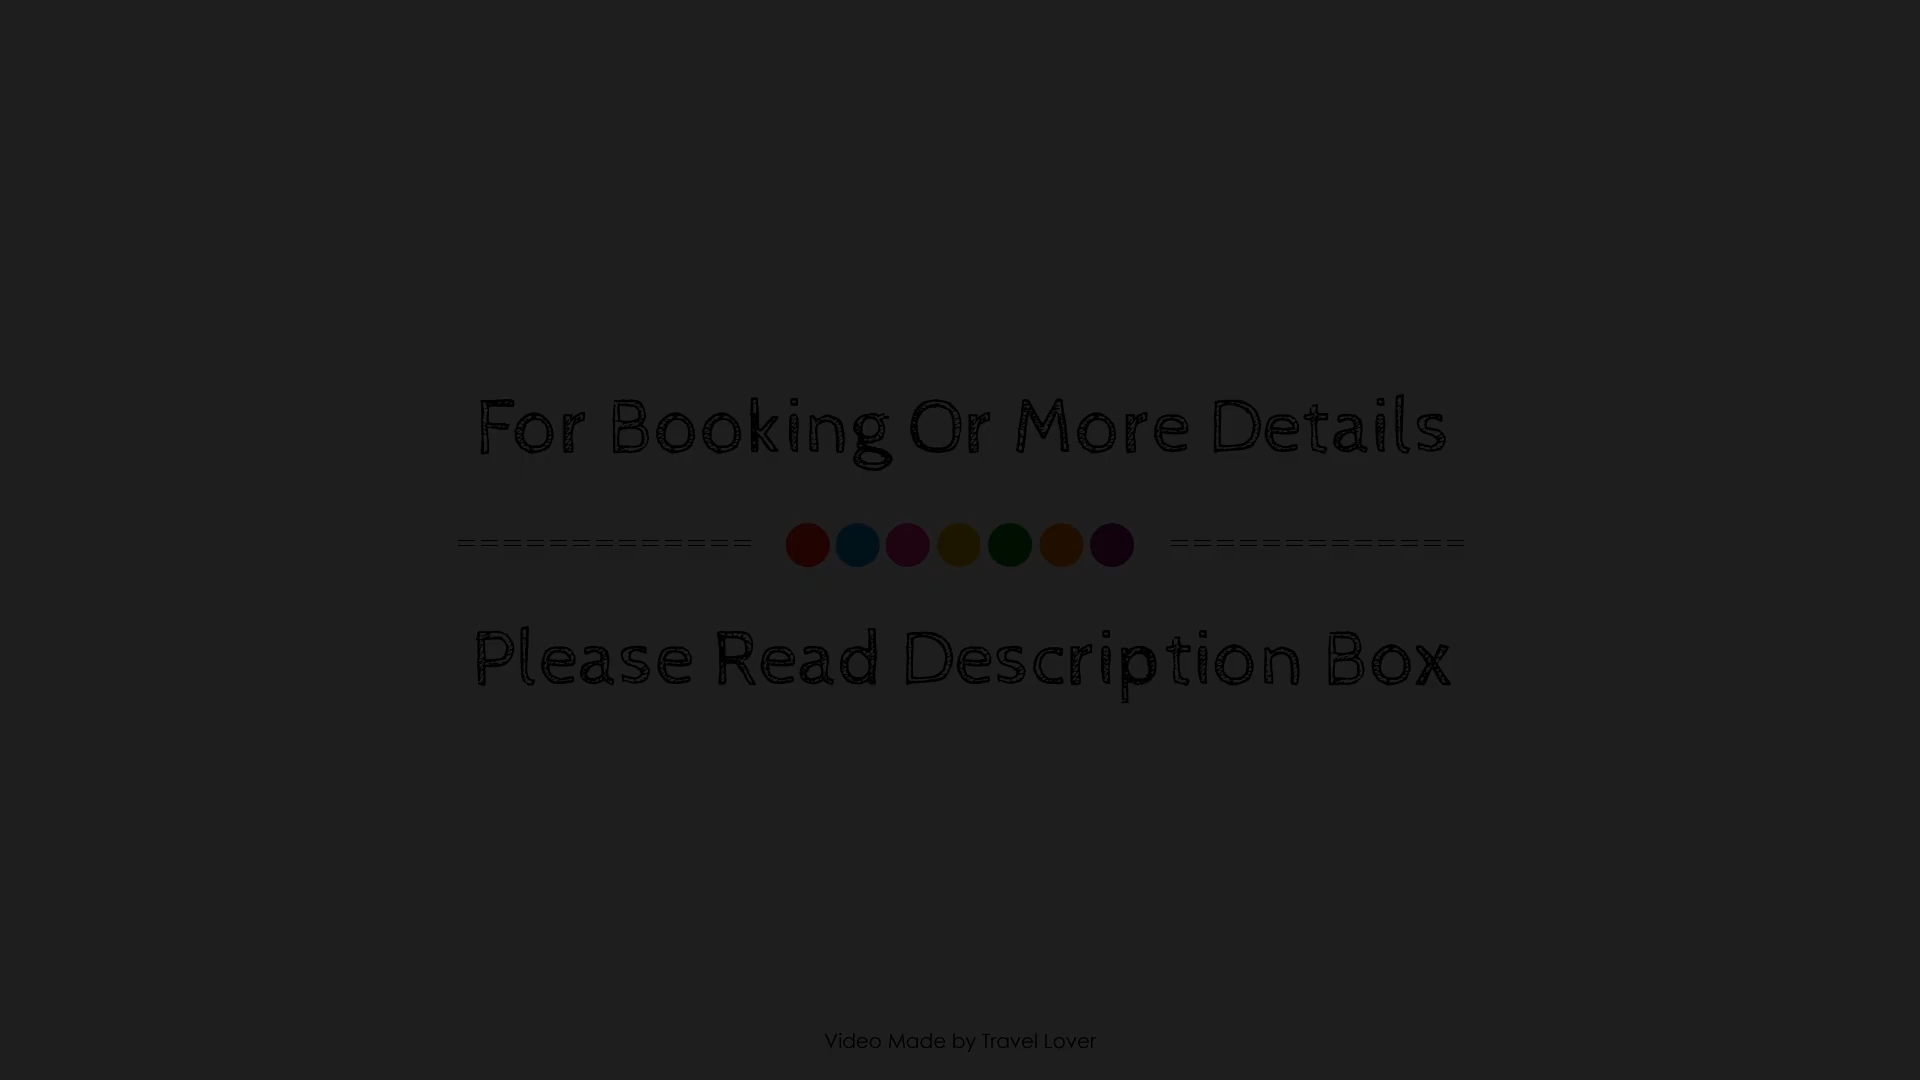 For Booking Or More Details
============= =============
Please Read Description Box
Video Made by Travel Lover